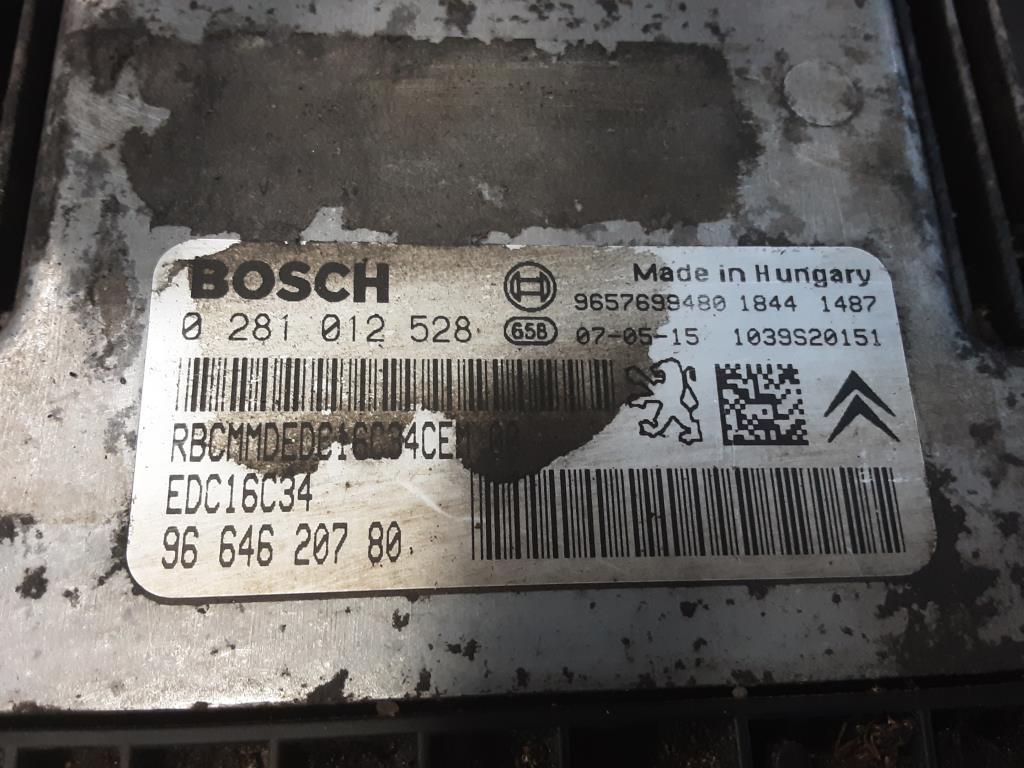 BOSCH
Made in Hungary
9657699480 1844 1487
0 281 012 528
GSB 07-05-15 1039S20151
EDC16C34
96 646 207 80